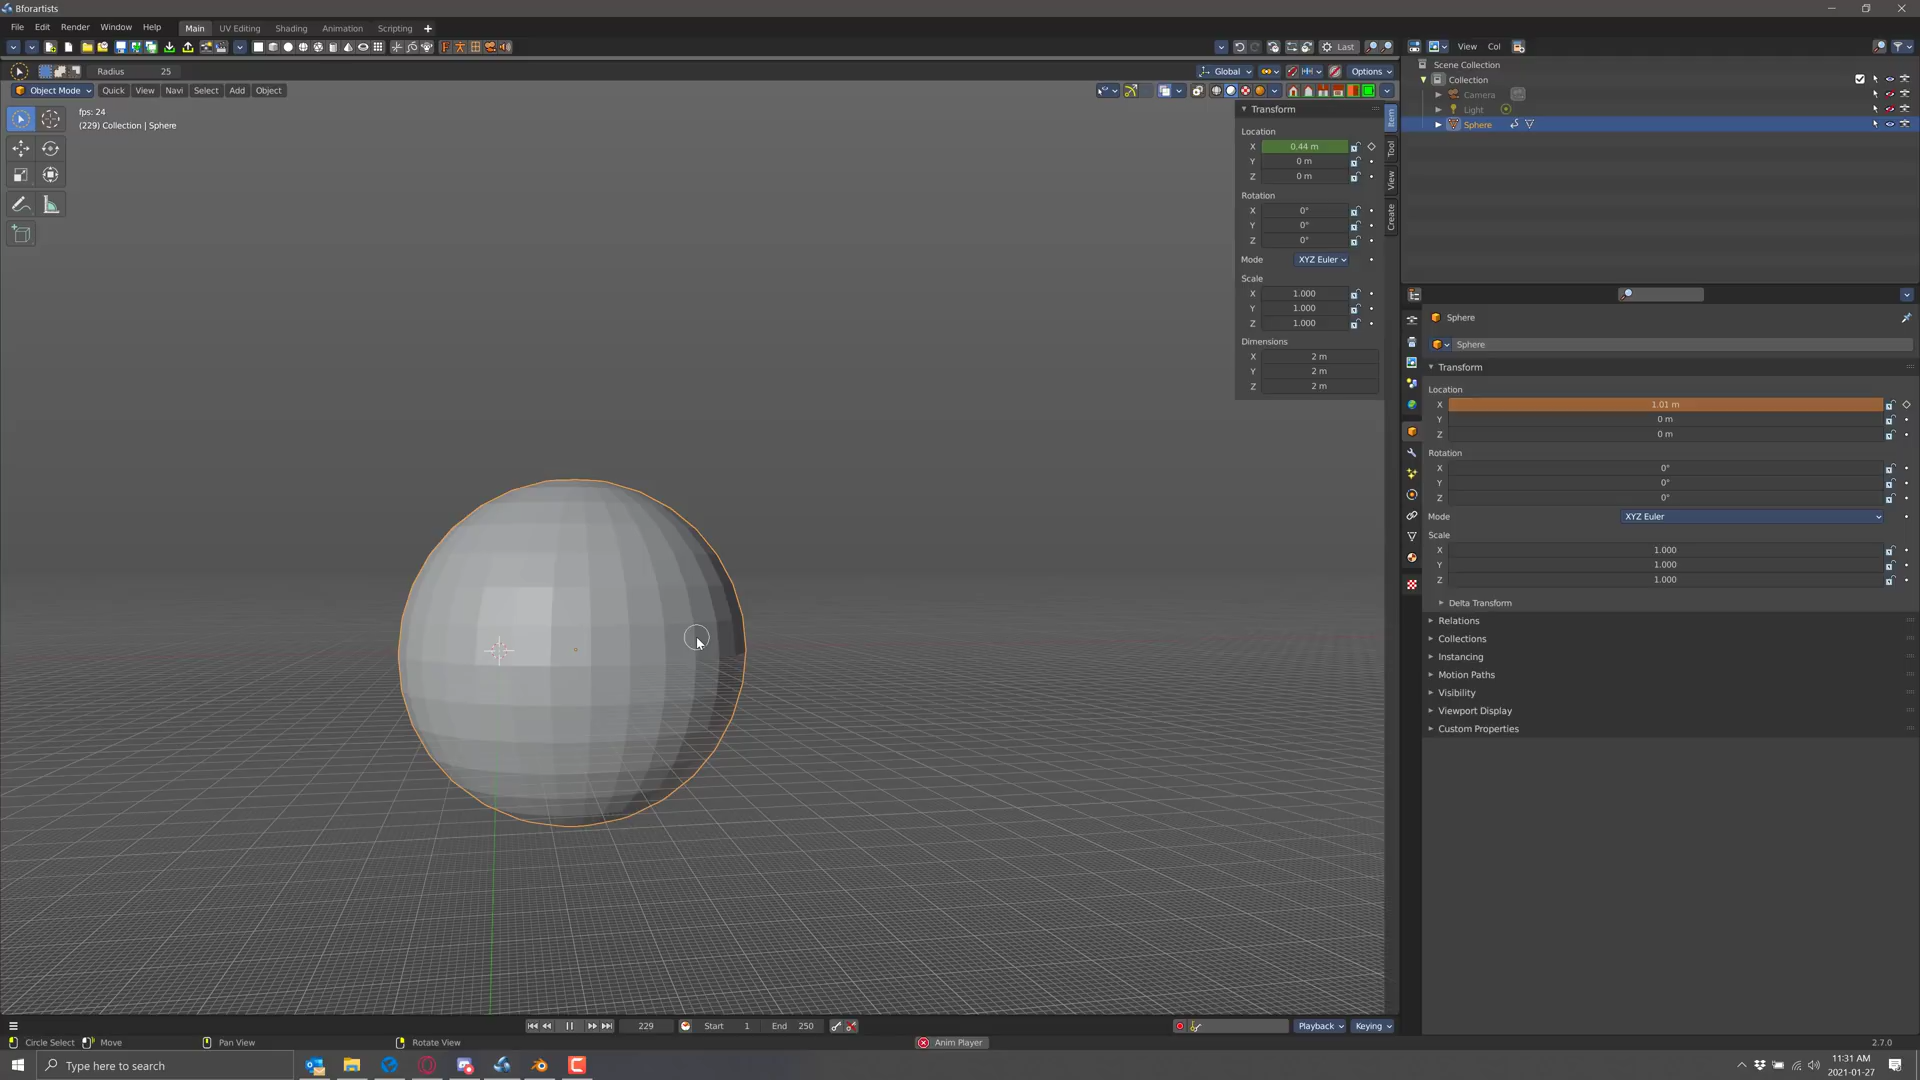 Bforartists
File Edit Render Window Help Main UV Editing Shading Animation Scripting
Last
View Col
Radius 25
Global Options
Object Mode Quick View Navi Select Add Object
fps: 24
(229) Collection | Sphere
Transform
Location
X 0.44 m
Y 0 m
Z 0 m
Rotation
X 0°
Y 0°
Z 0°
Mode XYZ Euler
Scale
X 1.000
Y 1.000
Z 1.000
Dimensions
X 2 m
Y 2 m
Z 2 m
Item
Tool
View
Create
Scene Collection
Collection
Camera
Light
Sphere
Sphere
Sphere
Transform
Location
X 1.01 m
Y 0 m
Z 0 m
Rotation
X 0°
Y 0°
Z 0°
Mode XYZ Euler
Scale
X 1.000
Y 1.000
Z 1.000
Delta Transform
Relations
Collections
Instancing
Motion Paths
Visibility
Viewport Display
Custom Properties
229 Start 1 End 250 Playback Keying
Circle Select Move Pan View Rotate View Anim Player 2.7.0
Type here to search
11:31 AM
2021-01-27